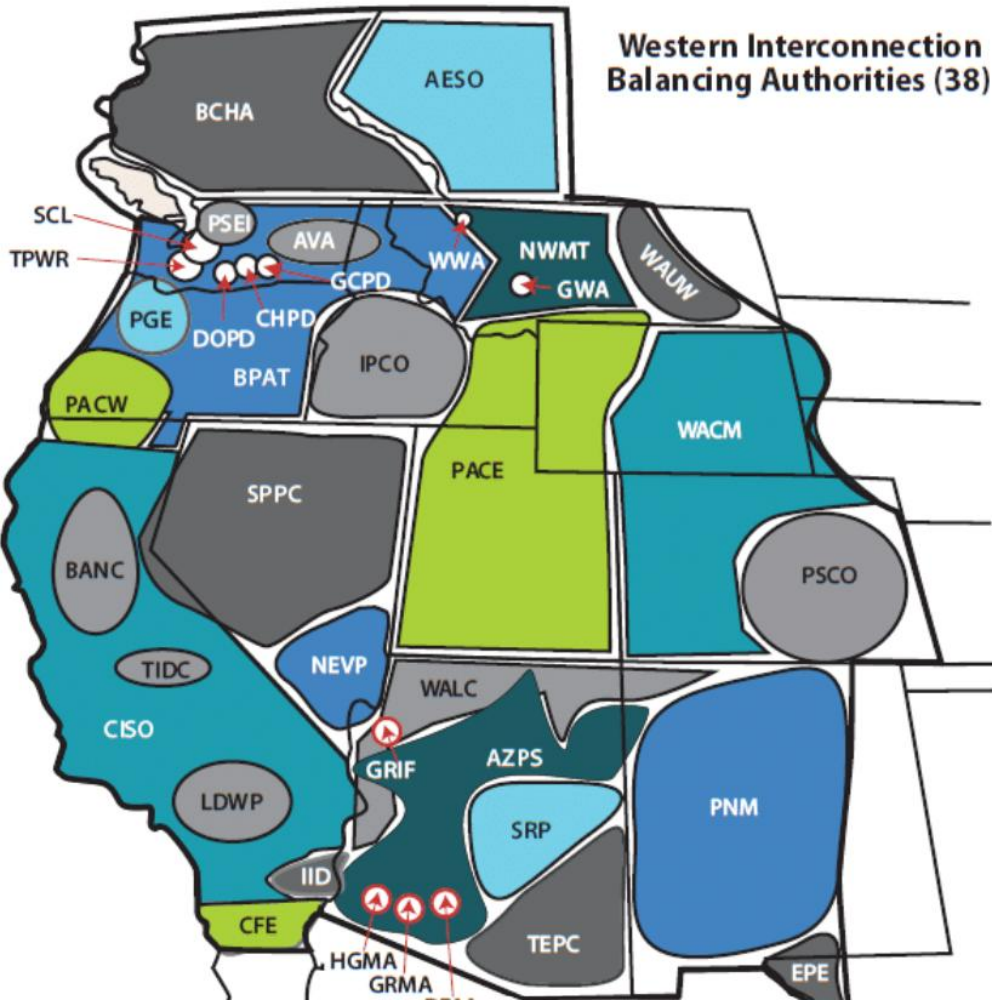 Western Interconnection
Balancing Authorities (38)
AESO
BCHA
SCL
PSEI
AVA
TPWR
WWA
NWMT
GWA
WAUW
GCPD
CHPD
DOPD
PGE
BPAT
IPCO
PACW
WACM
PACE
SPPC
BANC
PSCO
TIDC
NEVP
WALC
CISO
GRIF
AZPS
LDWP
SRP
PNM
IID
CFE
TEPC
HGMA
GRMA
EPE